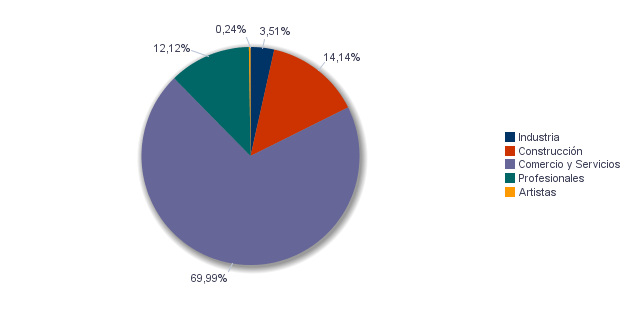 0,24%
3,51%
12,12%
14,14%
69,99%
Industria
Construcción
Comercio y Servicios
Profesionales
Artistas